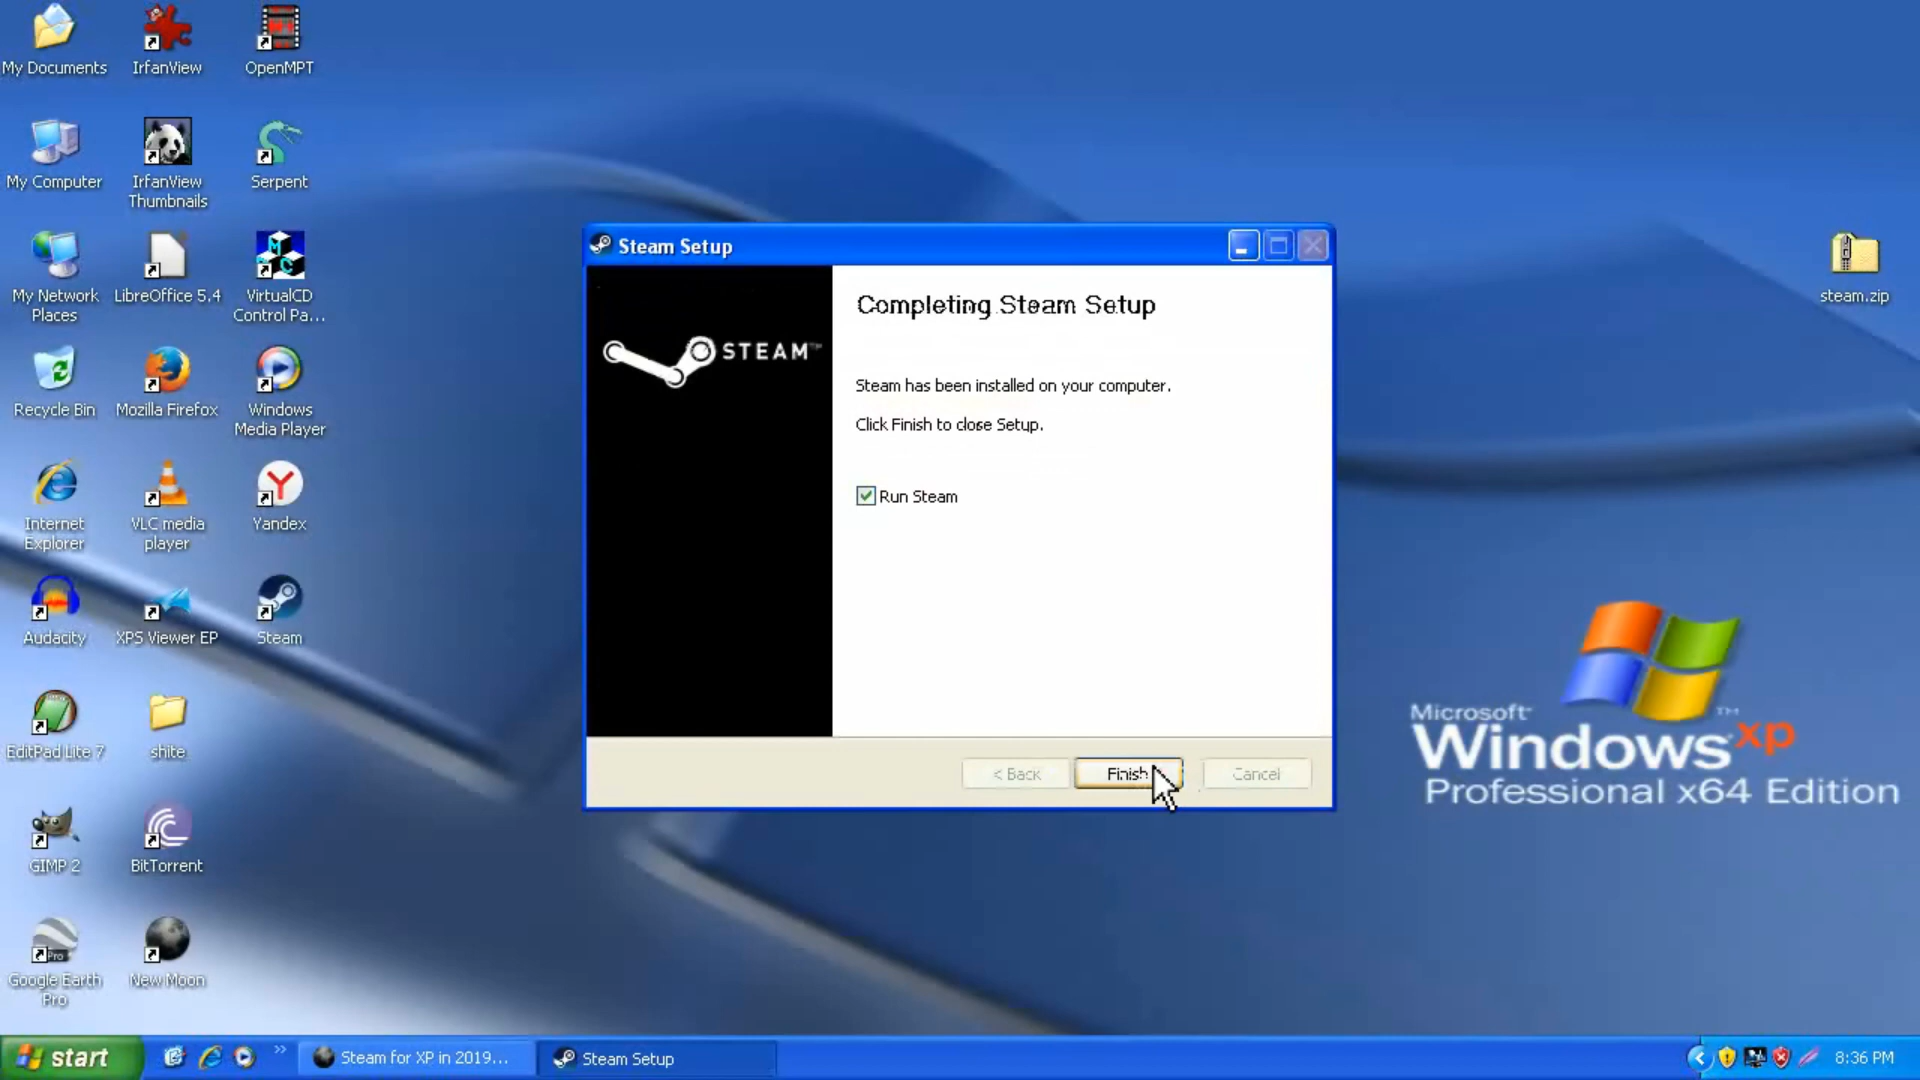 My Documents
IrfanView
OpenMPT
My Computer
IrfanView
Thumbnails
Serpent
My Network
Places
LibreOffice 5.4
VirtualCD
Control Pa...
Recycle Bin
Mozilla Firefox
Windows
Media Player
Internet
Explorer
VLC media
player
Yandex
Audacity
XPS Viewer EP
Steam
EditPad Lite 7
shite
GIMP 2
BitTorrent
Pro
Google Earth
Pro
New Moon
steam.zip
Steam Setup
STEAM™
Completing Steam Setup
Steam has been installed on your computer.
Click Finish to close Setup.
Run Steam
< Back
Finish
Cancel
Microsoft®
Windows xp ™
Professional x64 Edition
start
Steam for XP in 2019...
Steam Setup
8:36 PM